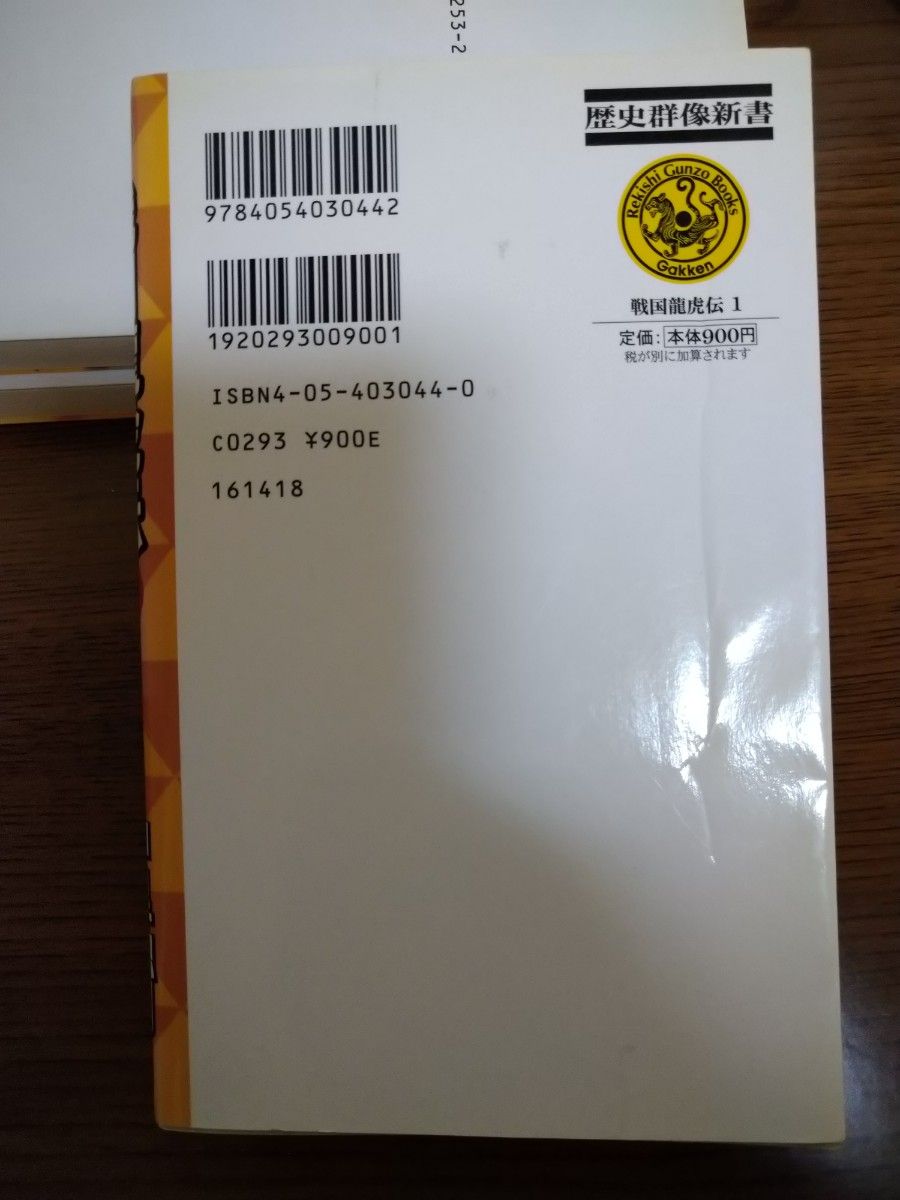 253-2
歴史群像新書
Rekishi Gunzo Books
Gakken
戦国龍虎伝 1
定価:本体900円
税が別に加算されます
9784054030442
1920293009001
ISBN4-05-403044-0
C0293 ¥900E
161418